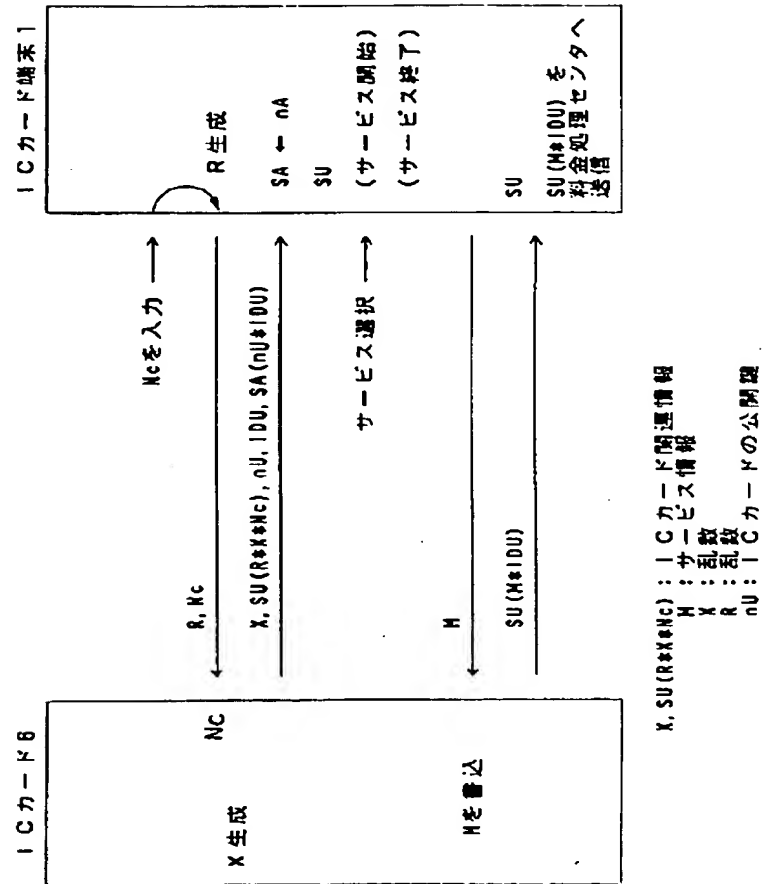 ICカード端末1
Ncを入力
R生成
R, Nc
NC
X生成
X, SU(R*X*Nc), nU, IDU, SA(nU*IDU)
SA ← nA
SU
サービス選択
(サービス開始)
(サービス終了)
M
Mを書込
SU(M*IDU)
SU
SU(M*IDU) を
料金処理センタへ
送信
ICカード6
X, SU(R*X*Nc) : ICカード関連情報
M : サービス情報
X : 乱数
R : 乱数
nU : ICカードの公開鍵